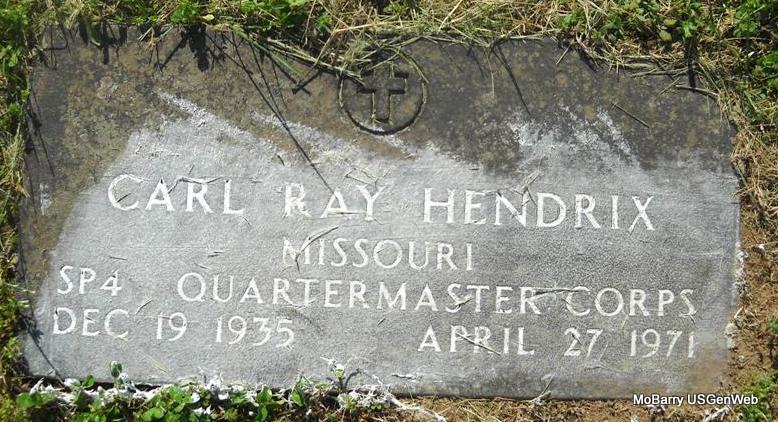 CARL RAY HENDRIX
MISSOURI
SP4 QUARTERMASTER CORPS
DEC 19 1935 APRIL 27 1971
MoBarry USGenWeb